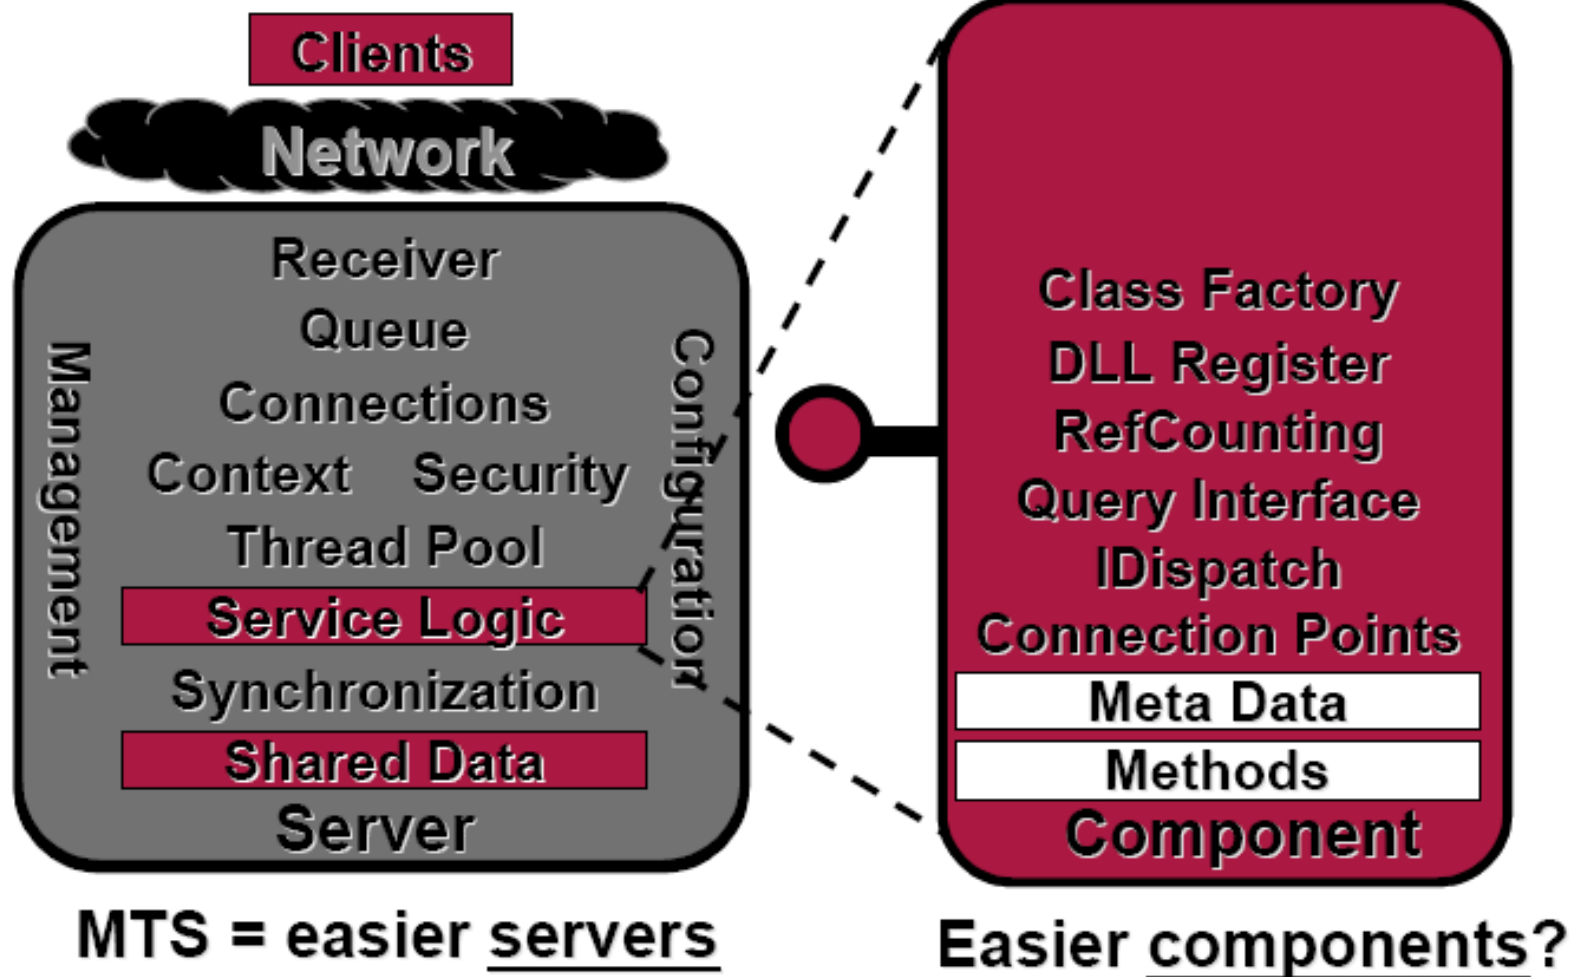 Clients
Network
Receiver
Queue
Connections
Context Security
Thread Pool
Service Logic
Synchronization
Shared Data
Server
Management
Configuration
MTS = easier servers
Class Factory
DLL Register
RefCounting
Query Interface
IDispatch
Connection Points
Meta Data
Methods
Component
Easier components?